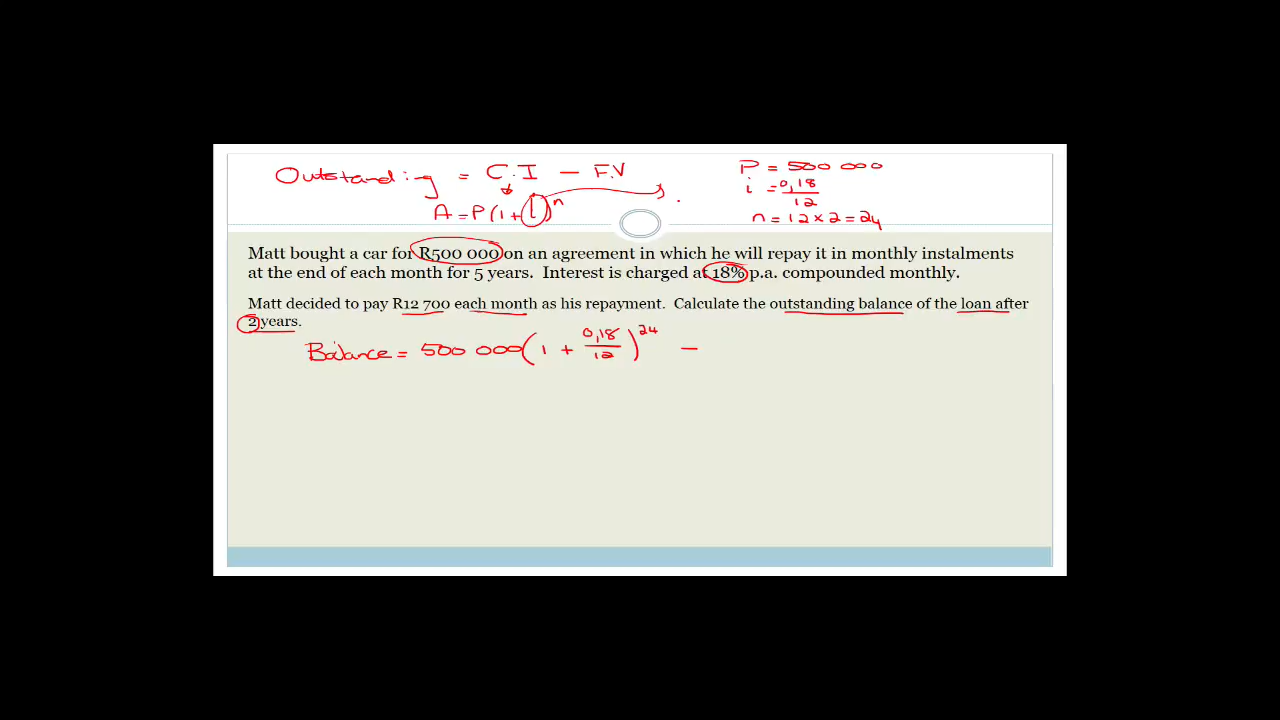 Outstanding = C.I - F.V
A = P(1 + i)^n
P = 500 000
i = 0,18/12
n = 12 × 2 = 24
Matt bought a car for R500 000 on an agreement in which he will repay it in monthly instalments
at the end of each month for 5 years. Interest is charged at 18% p.a. compounded monthly.
Matt decided to pay R12 700 each month as his repayment. Calculate the outstanding balance of the loan after
2 years.
Balance = 500 000(1 + 0,18/12)^24 -